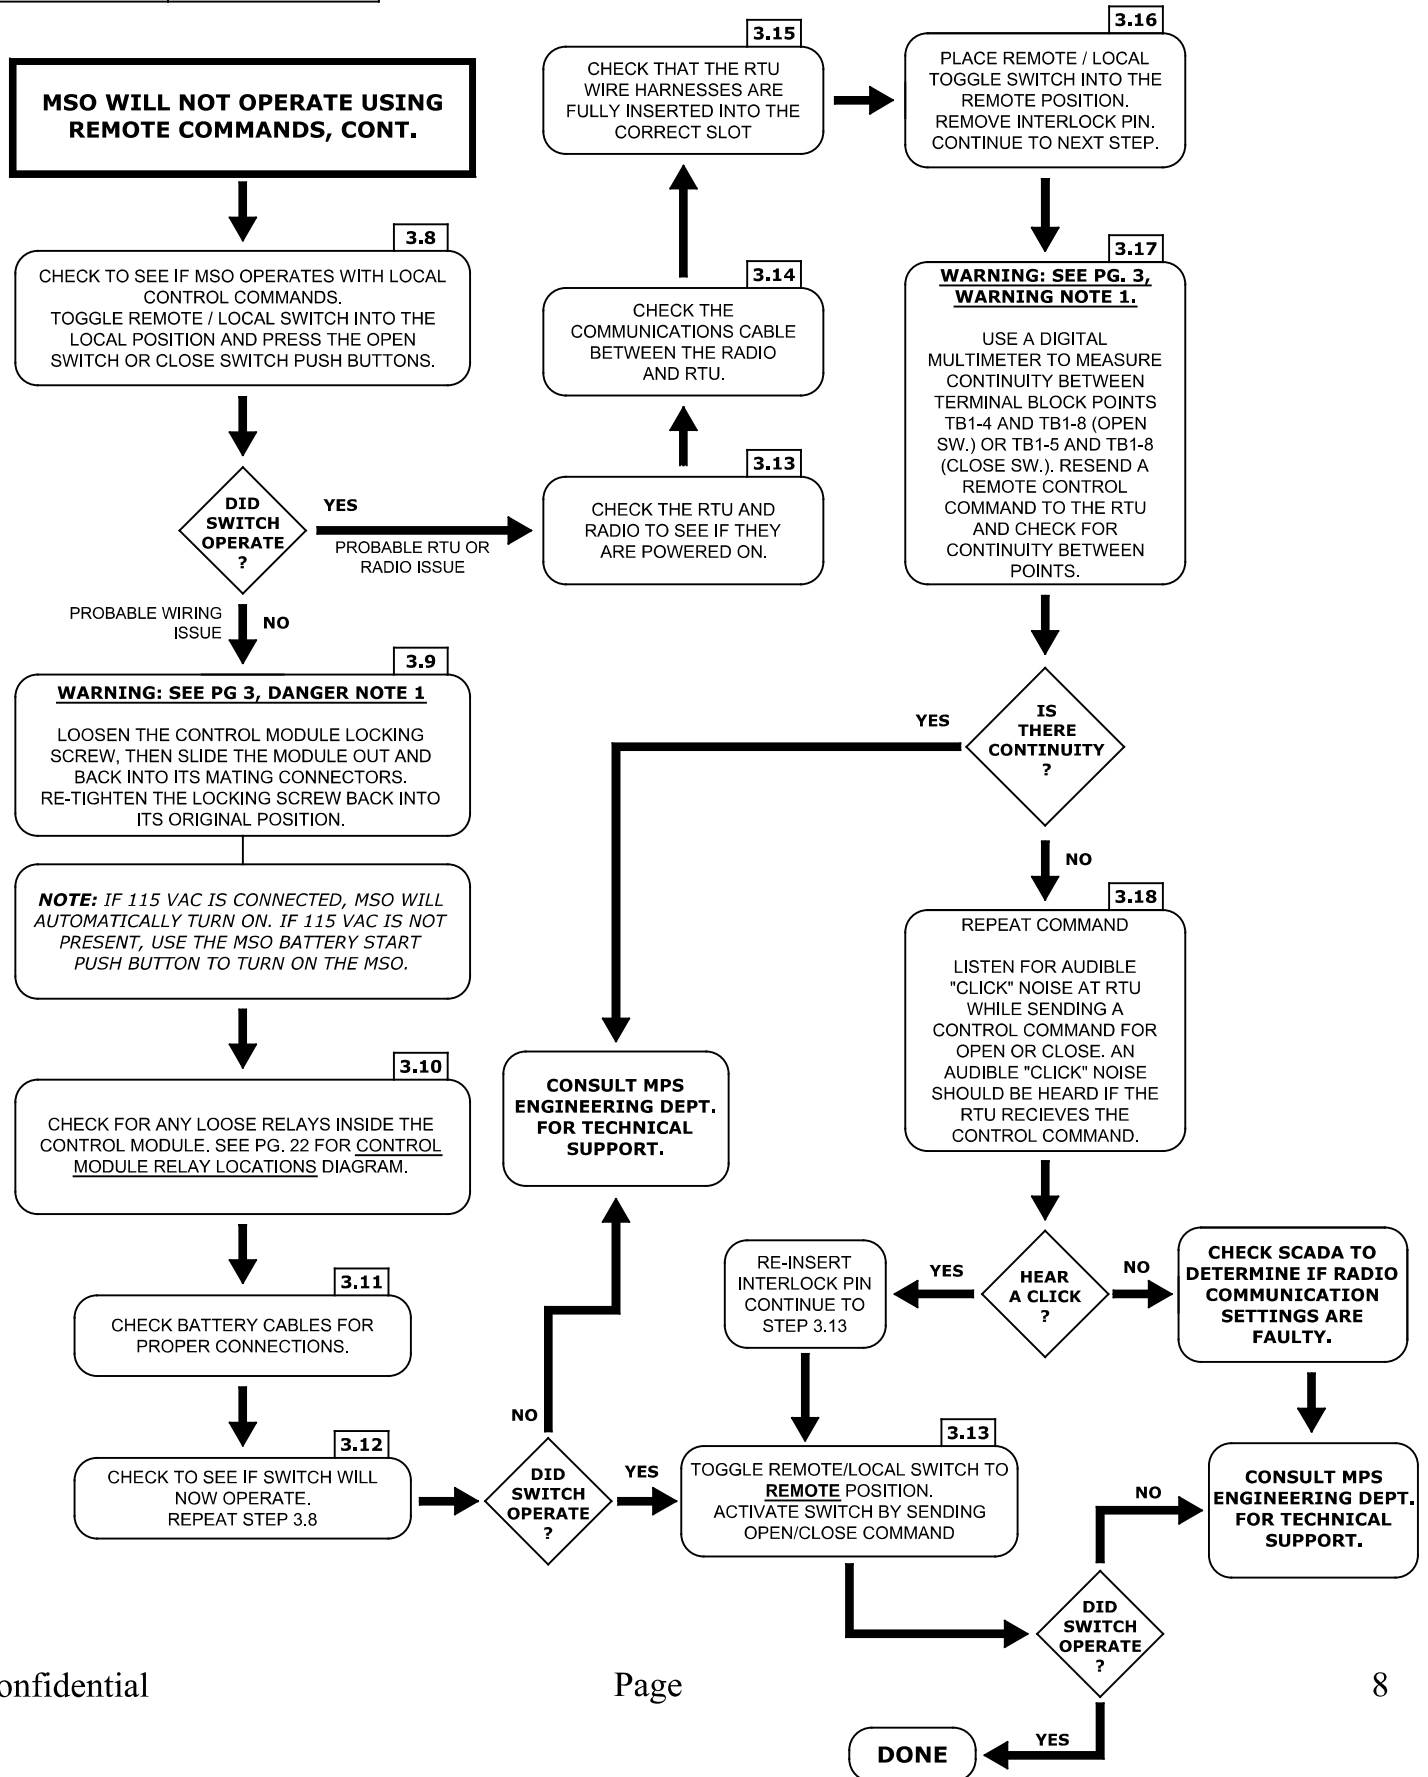 MSO WILL NOT OPERATE USING
REMOTE COMMANDS, CONT.
3.8
CHECK TO SEE IF MSO OPERATES WITH LOCAL
CONTROL COMMANDS.
TOGGLE REMOTE / LOCAL SWITCH INTO THE
LOCAL POSITION AND PRESS THE OPEN
SWITCH OR CLOSE SWITCH PUSH BUTTONS.
DID
SWITCH
OPERATE
?
YES
PROBABLE RTU OR
RADIO ISSUE
PROBABLE WIRING
ISSUE
NO
3.9
WARNING: SEE PG 3, DANGER NOTE 1
LOOSEN THE CONTROL MODULE LOCKING
SCREW, THEN SLIDE THE MODULE OUT AND
BACK INTO ITS MATING CONNECTORS.
RE-TIGHTEN THE LOCKING SCREW BACK INTO
ITS ORIGINAL POSITION.
NOTE: IF 115 VAC IS CONNECTED, MSO WILL
AUTOMATICALLY TURN ON. IF 115 VAC IS NOT
PRESENT, USE THE MSO BATTERY START
PUSH BUTTON TO TURN ON THE MSO.
3.10
CHECK FOR ANY LOOSE RELAYS INSIDE THE
CONTROL MODULE. SEE PG. 22 FOR CONTROL
MODULE RELAY LOCATIONS DIAGRAM.
3.11
CHECK BATTERY CABLES FOR
PROPER CONNECTIONS.
3.12
CHECK TO SEE IF SWITCH WILL
NOW OPERATE.
REPEAT STEP 3.8
DID
SWITCH
OPERATE
?
NO
YES
CONSULT MPS
ENGINEERING DEPT.
FOR TECHNICAL
SUPPORT.
3.13
CHECK THE RTU AND
RADIO TO SEE IF THEY
ARE POWERED ON.
3.14
CHECK THE
COMMUNICATIONS CABLE
BETWEEN THE RADIO
AND RTU.
3.15
CHECK THAT THE RTU
WIRE HARNESSES ARE
FULLY INSERTED INTO THE
CORRECT SLOT
3.16
PLACE REMOTE / LOCAL
TOGGLE SWITCH INTO THE
REMOTE POSITION.
REMOVE INTERLOCK PIN.
CONTINUE TO NEXT STEP.
3.17
WARNING: SEE PG. 3,
WARNING NOTE 1.
USE A DIGITAL
MULTIMETER TO MEASURE
CONTINUITY BETWEEN
TERMINAL BLOCK POINTS
TB1-4 AND TB1-8 (OPEN
SW.) OR TB1-5 AND TB1-8
(CLOSE SW.). RESEND A
REMOTE CONTROL
COMMAND TO THE RTU
AND CHECK FOR
CONTINUITY BETWEEN
POINTS.
IS
THERE
CONTINUITY
?
YES
NO
3.18
REPEAT COMMAND
LISTEN FOR AUDIBLE
"CLICK" NOISE AT RTU
WHILE SENDING A
CONTROL COMMAND FOR
OPEN OR CLOSE. AN
AUDIBLE "CLICK" NOISE
SHOULD BE HEARD IF THE
RTU RECIEVES THE
CONTROL COMMAND.
HEAR
A CLICK
?
YES
NO
RE-INSERT
INTERLOCK PIN
CONTINUE TO
STEP 3.13
CHECK SCADA TO
DETERMINE IF RADIO
COMMUNICATION
SETTINGS ARE
FAULTY.
3.13
TOGGLE REMOTE/LOCAL SWITCH TO
REMOTE POSITION.
ACTIVATE SWITCH BY SENDING
OPEN/CLOSE COMMAND
DID
SWITCH
OPERATE
?
NO
CONSULT MPS
ENGINEERING DEPT.
FOR TECHNICAL
SUPPORT.
YES
DONE
onfidential Page 8